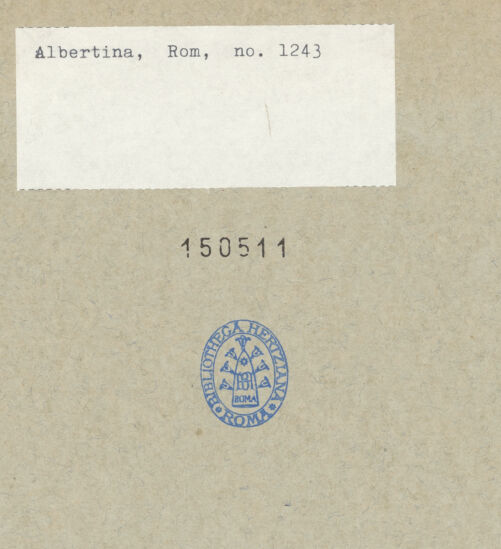 Albertina, Rom, no. 1243
150511
BIBLIOTHECA HERTZIANA
ROMA
ROMA